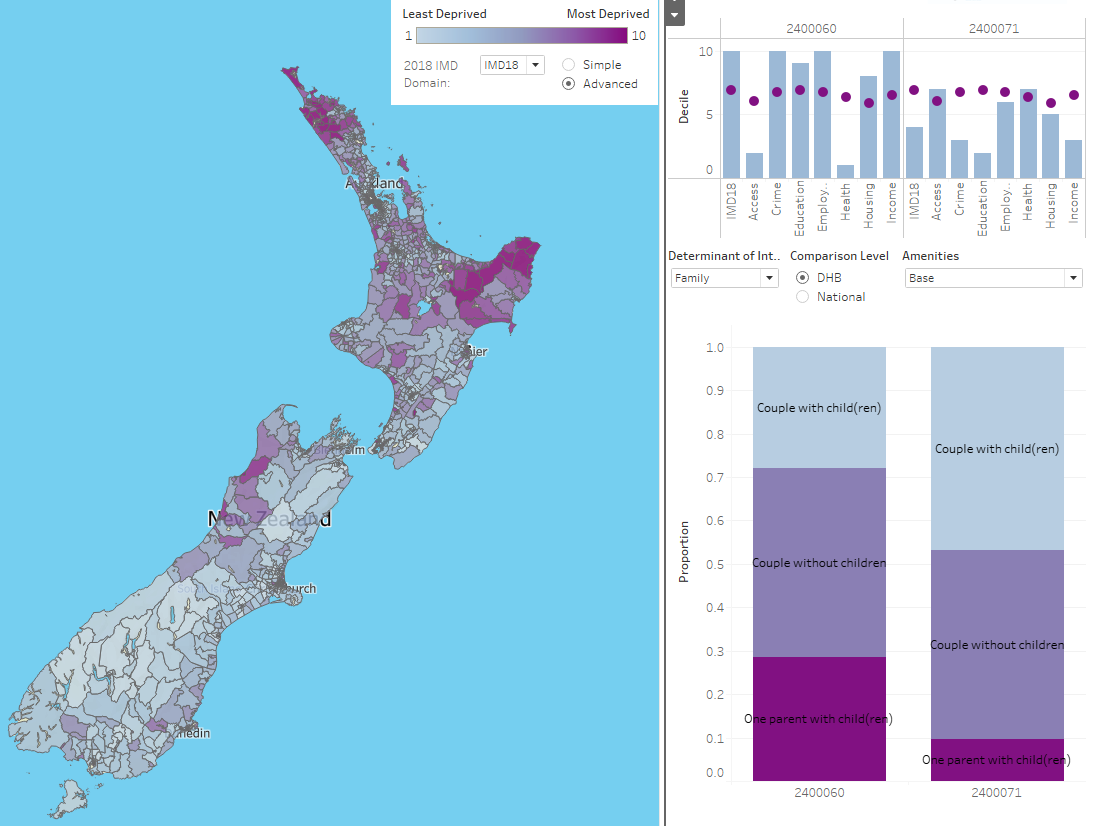 Least Deprived Most Deprived
1 10
2018 IMD
Domain:
IMD18
Simple
Advanced
New Zealand
2400060 2400071
Decile
10
5
0
IMD18 Access Crime Education Employ.. Health Housing Income IMD18 Access Crime Education Employ.. Health Housing Income
Determinant of Int.. Comparison Level Amenities
Family
DHB
National
Base
Proportion
1.0
0.9
0.8
0.7
0.6
0.5
0.4
0.3
0.2
0.1
0.0
Couple with child(ren)
Couple without children
One parent with child(ren)
Couple with child(ren)
Couple without children
One parent with child(ren)
2400060 2400071